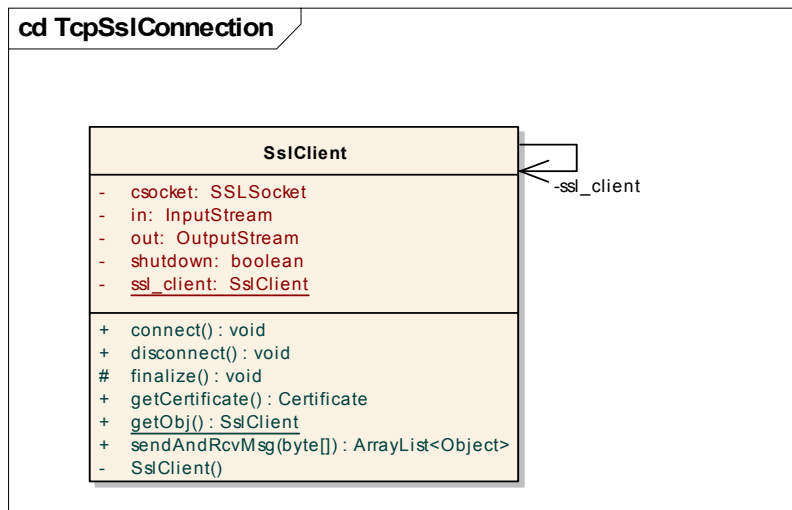 cd TcpSslConnection
SslClient
- csocket: SSLSocket
- in: InputStream
- out: OutputStream
- shutdown: boolean
- ssl_client: SslClient
-ssl_client
+ connect() : void
+ disconnect() : void
# finalize() : void
+ getCertificate() : Certificate
+ getObj() : SslClient
+ sendAndRcvMsg(byte[]) : ArrayList<Object>
- SslClient()